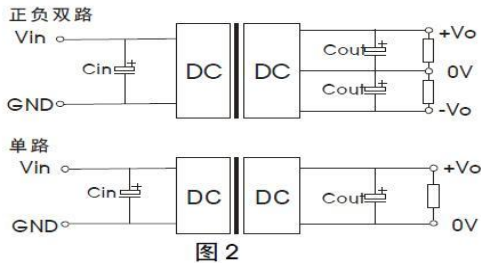 正负双路
Vin
Cin
+
DC
DC
Cout
+
Cout
+
+Vo
0V
-Vo
GND
单路
Vin
Cin
+
DC
DC
Cout
+
+Vo
0V
GND
图2